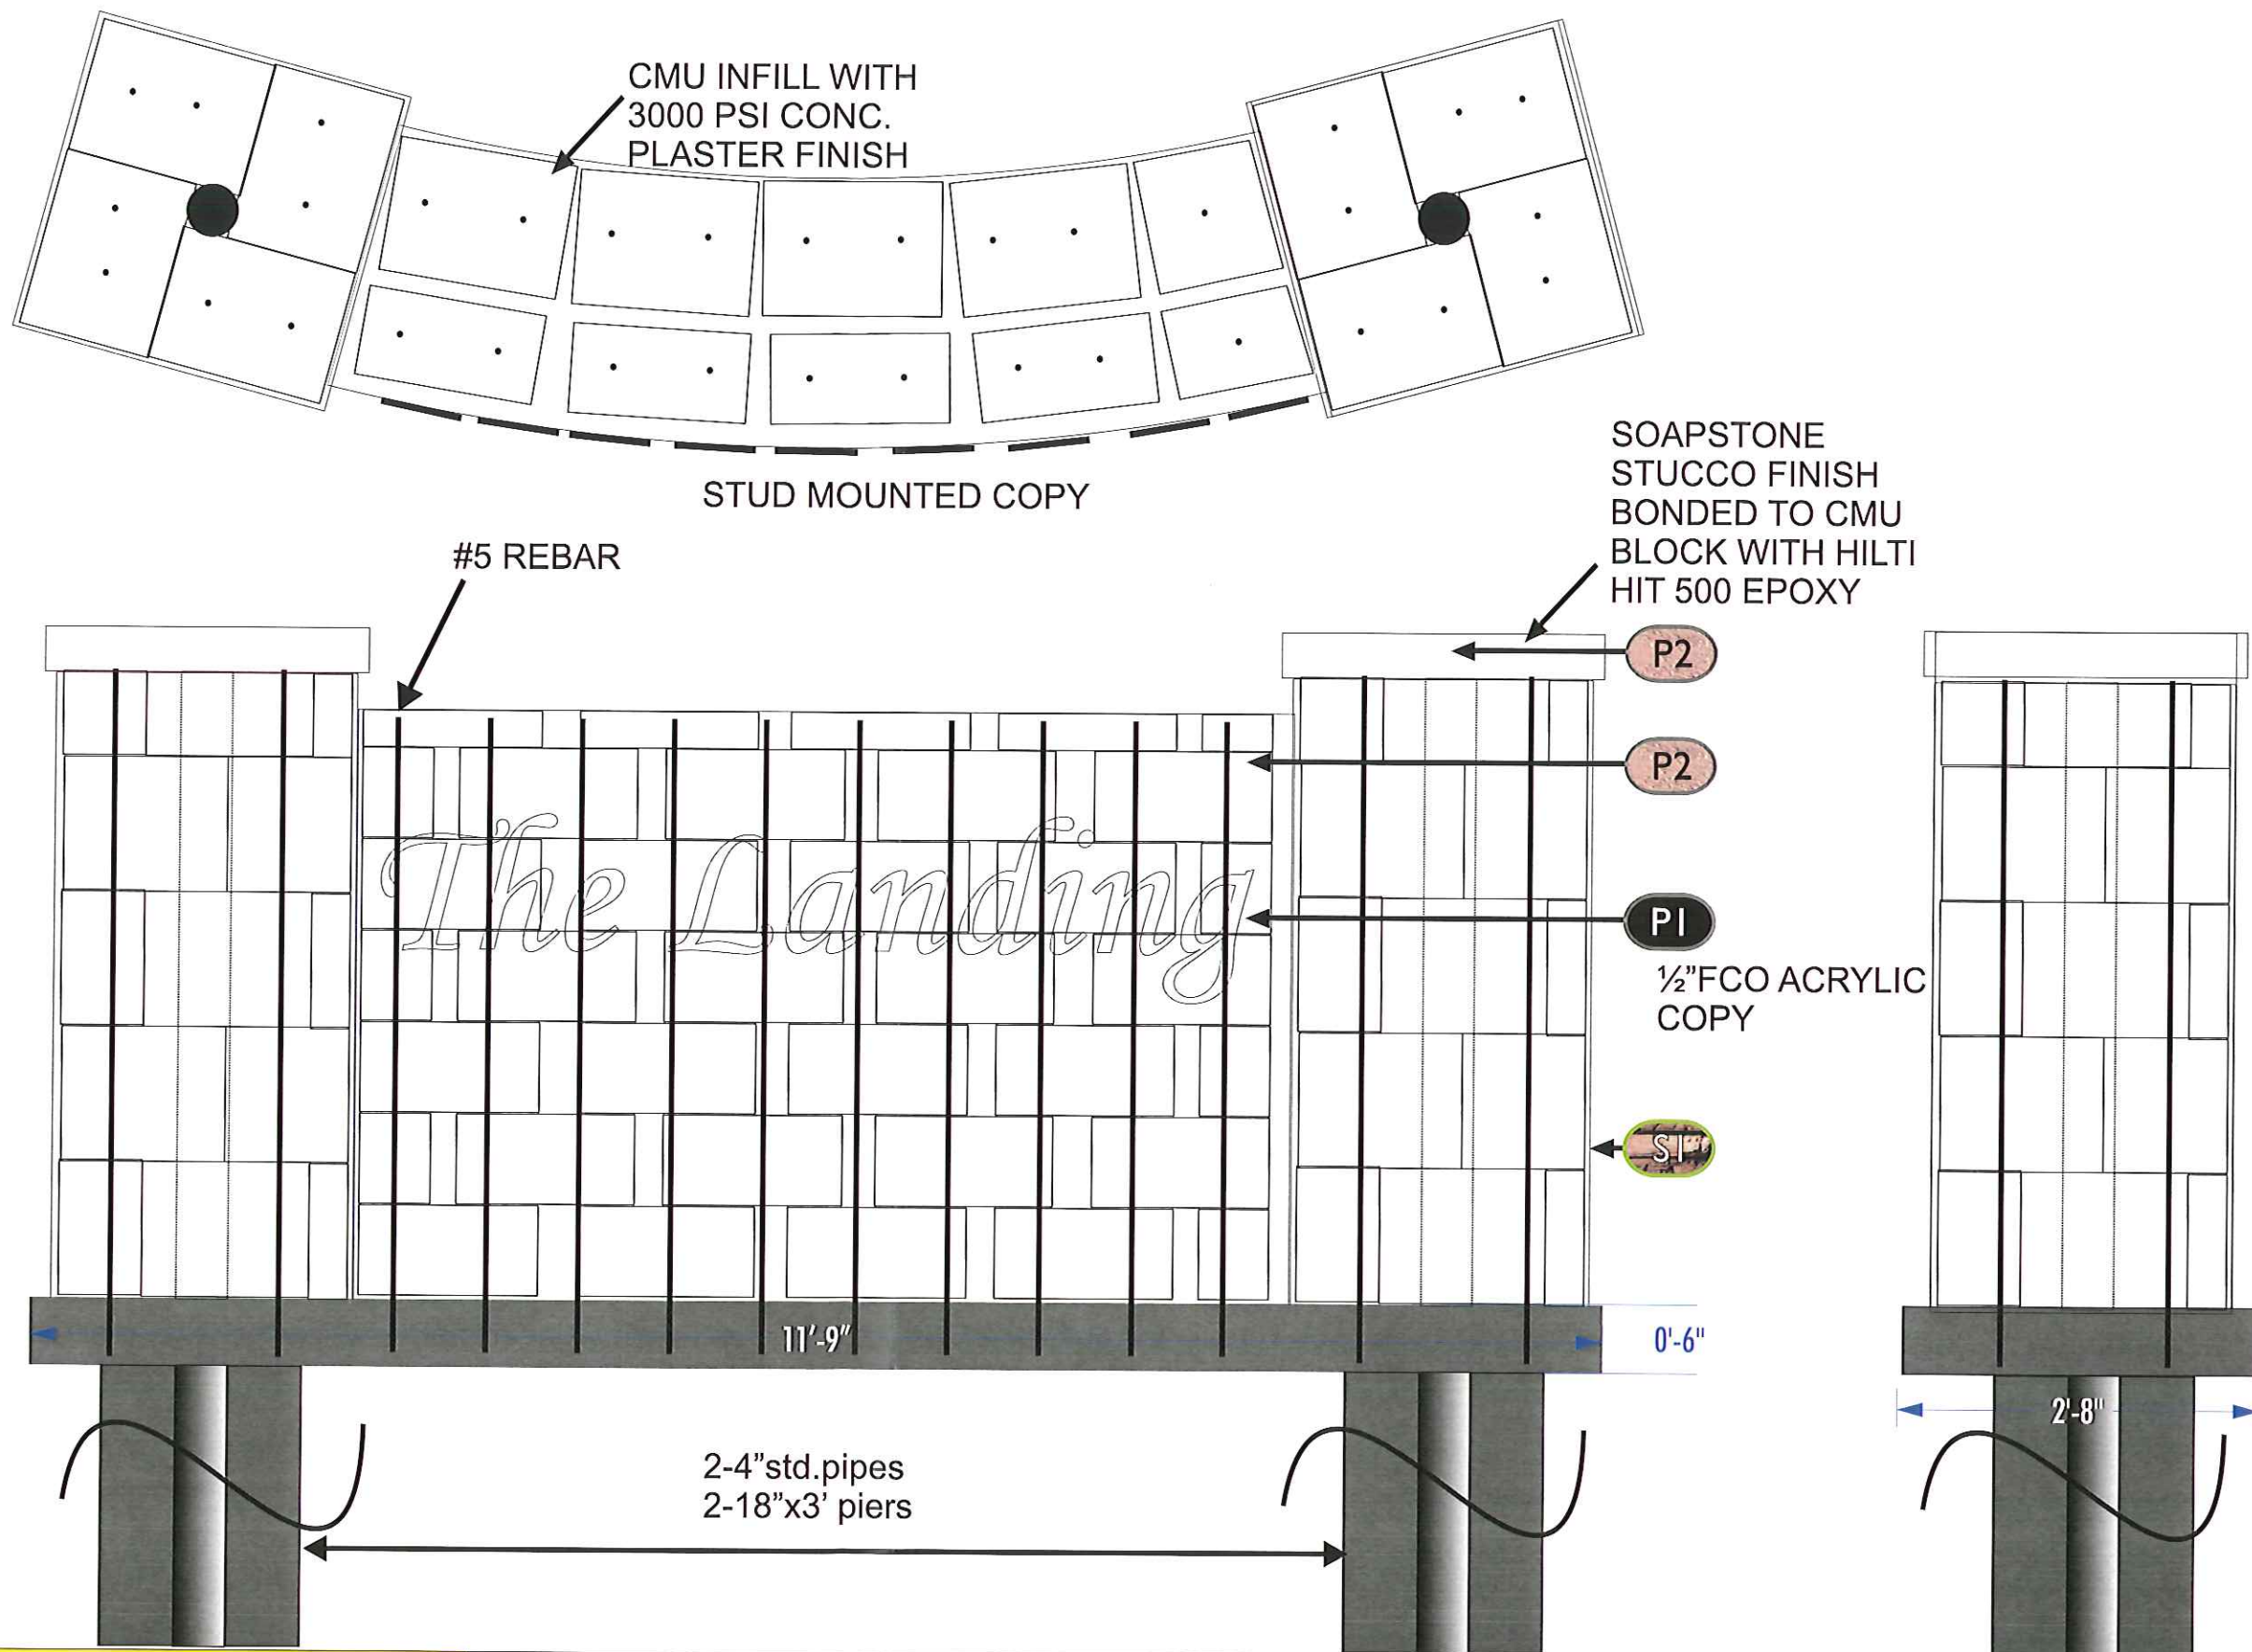 CMU INFILL WITH
3000 PSI CONC.
PLASTER FINISH
STUD MOUNTED COPY
SOAPSTONE
STUCCO FINISH
BONDED TO CMU
BLOCK WITH HILTI
HIT 500 EPOXY
#5 REBAR
P2
P2
The Landing
P1
½”FCO ACRYLIC
COPY
S1
11'-9"
0'-6"
2'-8"
2-4”std.pipes
2-18”x3’ piers